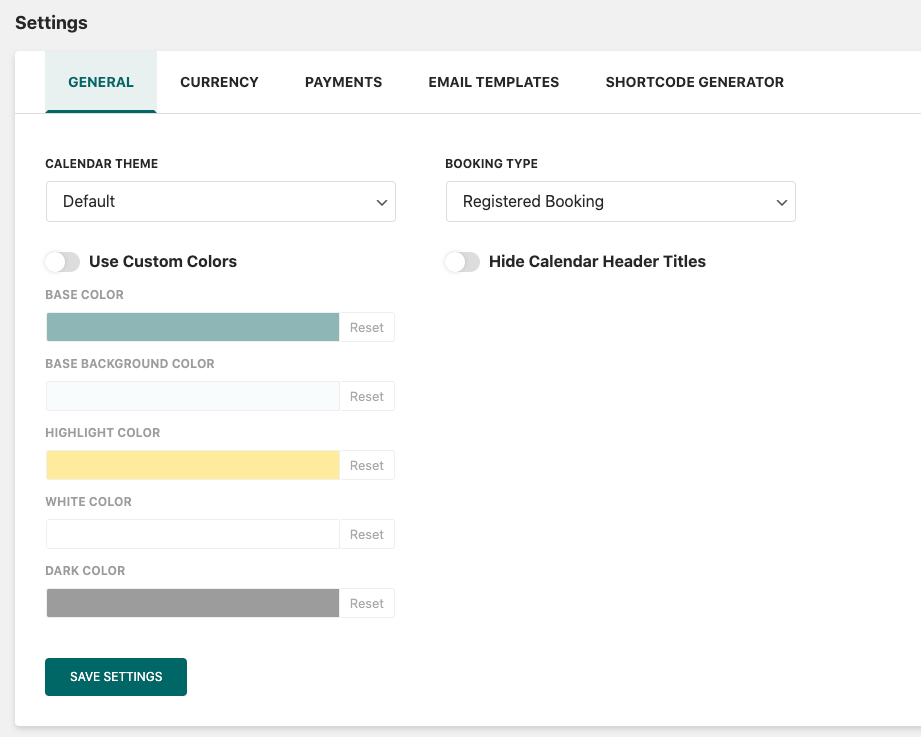 Settings
GENERAL CURRENCY PAYMENTS EMAIL TEMPLATES SHORTCODE GENERATOR
CALENDAR THEME BOOKING TYPE
Default Registered Booking
Use Custom Colors Hide Calendar Header Titles
BASE COLOR
Reset
BASE BACKGROUND COLOR
Reset
HIGHLIGHT COLOR
Reset
WHITE COLOR
Reset
DARK COLOR
Reset
SAVE SETTINGS